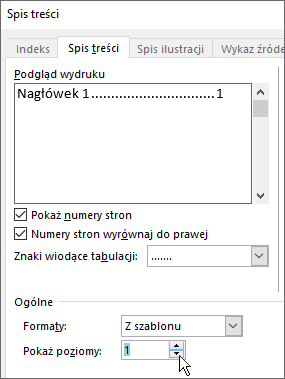 Spis treści
Indeks Spis treści Spis ilustracji Wykaz źróde
Podgląd wydruku
Nagłówek 1............................... 1
Pokaż numery stron
Numery stron wyrównaj do prawej
Znaki wiodące tabulacji: .......
Ogólne
Formaty: Z szablonu
Pokaż poziomy: 1